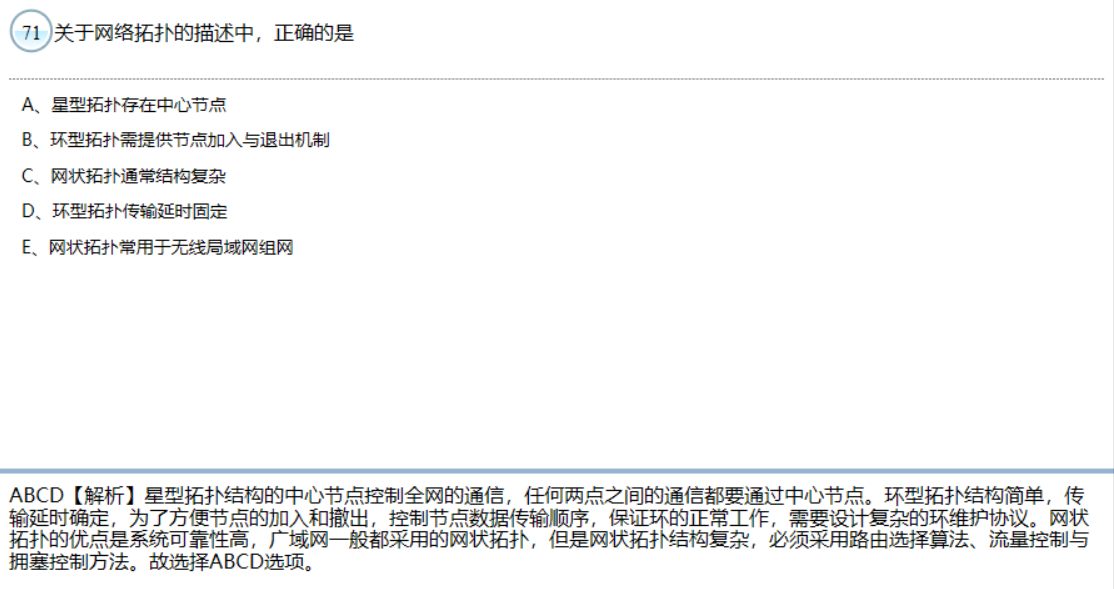 71 关于网络拓扑的描述中，正确的是
A、星型拓扑存在中心节点
B、环型拓扑需提供节点加入与退出机制
C、网状拓扑通常结构复杂
D、环型拓扑传输延时固定
E、网状拓扑常用于无线局域网组网
ABCD【解析】星型拓扑结构的中心节点控制全网的通信，任何两点之间的通信都要通过中心节点。环型拓扑结构简单，传
输延时确定，为了方便节点的加入和撤出，控制节点数据传输顺序，保证环的正常工作，需要设计复杂的环维护协议。网状
拓扑的优点是系统可靠性高，广域网一般都采用的网状拓扑，但是网状拓扑结构复杂，必须采用路由选择算法、流量控制与
拥塞控制方法。故选择ABCD选项。